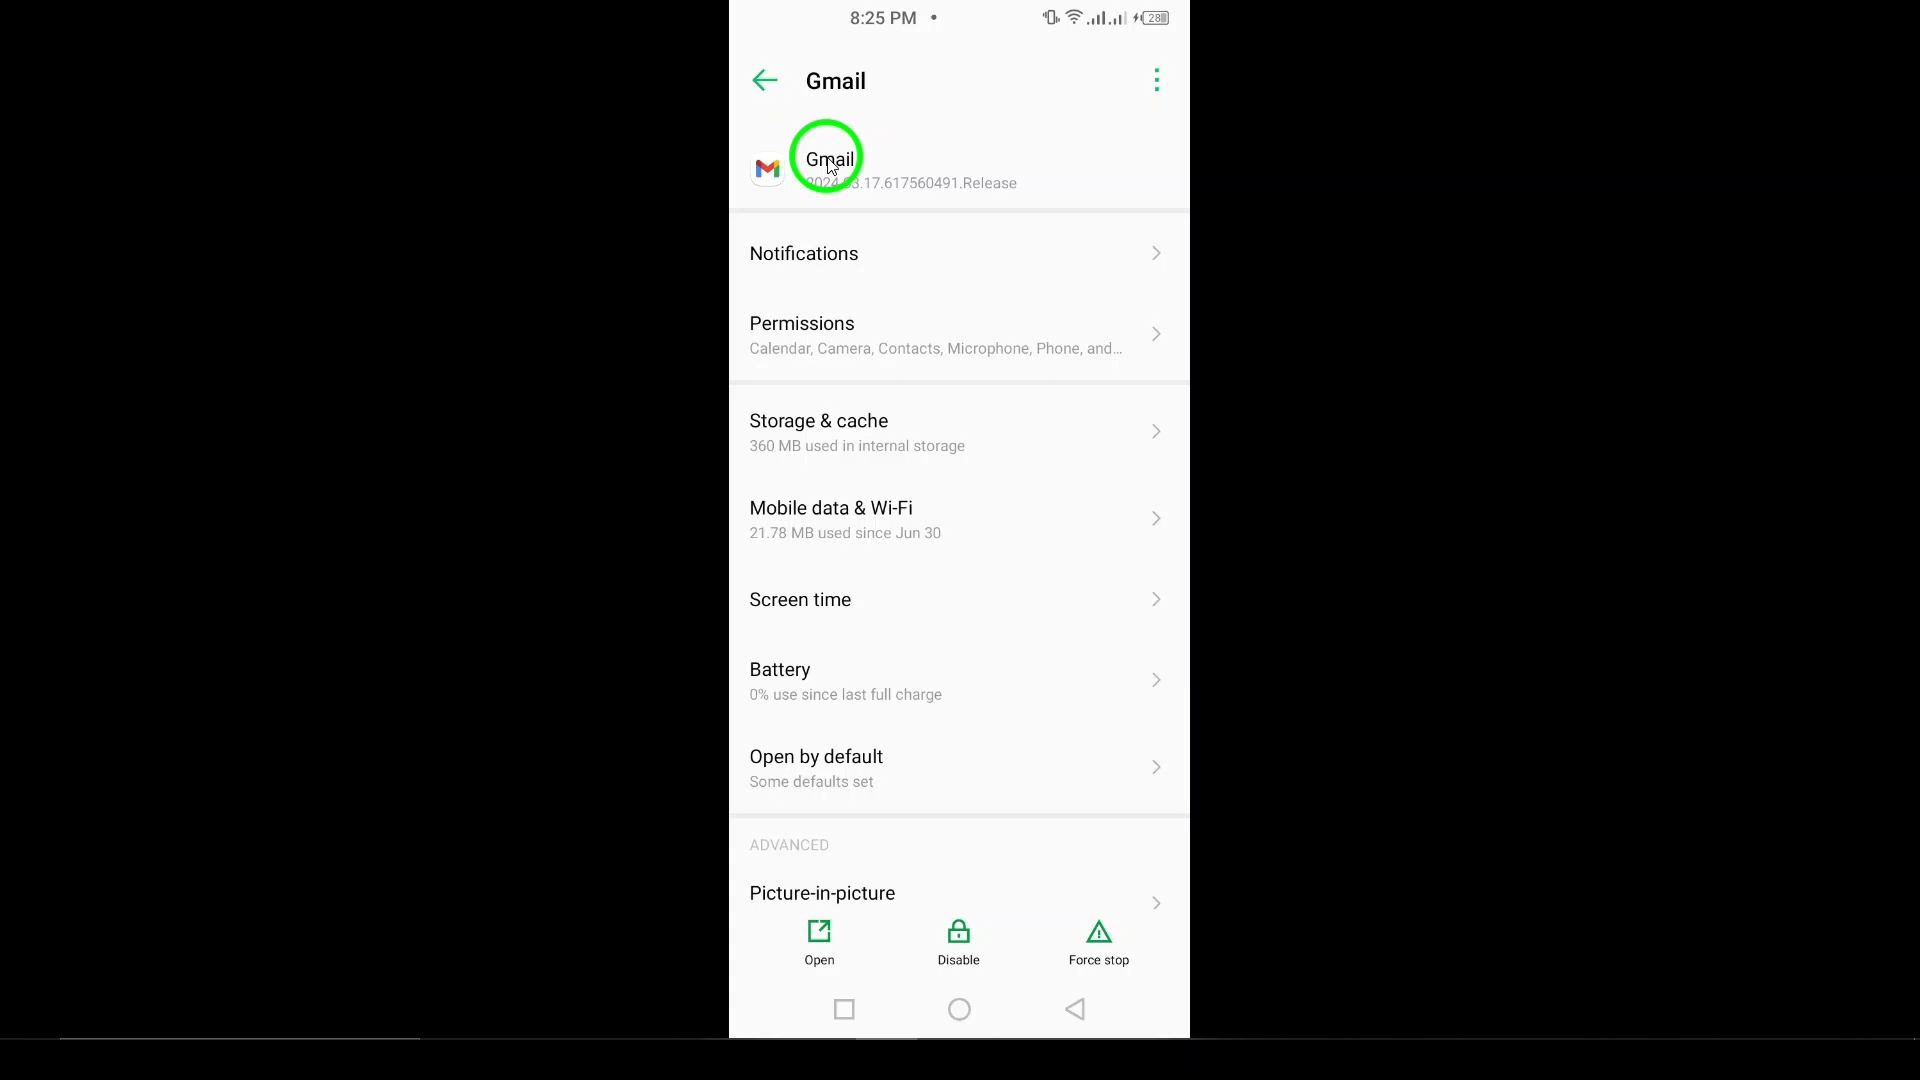 8:25 PM
28
Gmail
Gmail
2024.03.17.617560491.Release
Notifications
Permissions
Calendar, Camera, Contacts, Microphone, Phone, and...
Storage & cache
360 MB used in internal storage
Mobile data & Wi-Fi
21.78 MB used since Jun 30
Screen time
Battery
0% use since last full charge
Open by default
Some defaults set
ADVANCED
Picture-in-picture
Open
Disable
Force stop